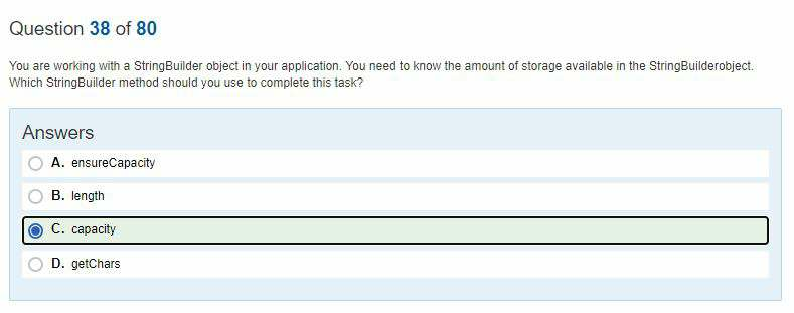 Question 38 of 80
You are working with a StringBuilder object in your application. You need to know the amount of storage available in the StringBuilderobject.
Which StringBuilder method should you use to complete this task?
Answers
A. ensureCapacity
B. length
C. capacity
D. getChars